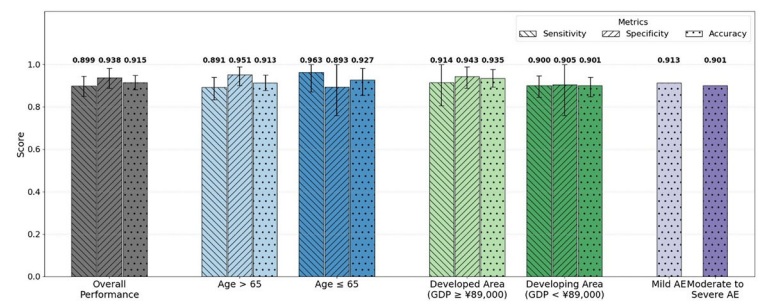 Metrics
Sensitivity Specificity Accuracy
0.899 0.938 0.915 0.891 0.951 0.913 0.963 0.893 0.927 0.914 0.943 0.935 0.900 0.905 0.901 0.913 0.901
1.0
0.8
0.6
0.4
0.2
0.0
Score
Overall
Performance
Age > 65
Age ≤ 65
Developed Area
(GDP ≥ ¥89,000)
Developing Area
(GDP < ¥89,000)
Mild AE
Moderate to
Severe AE